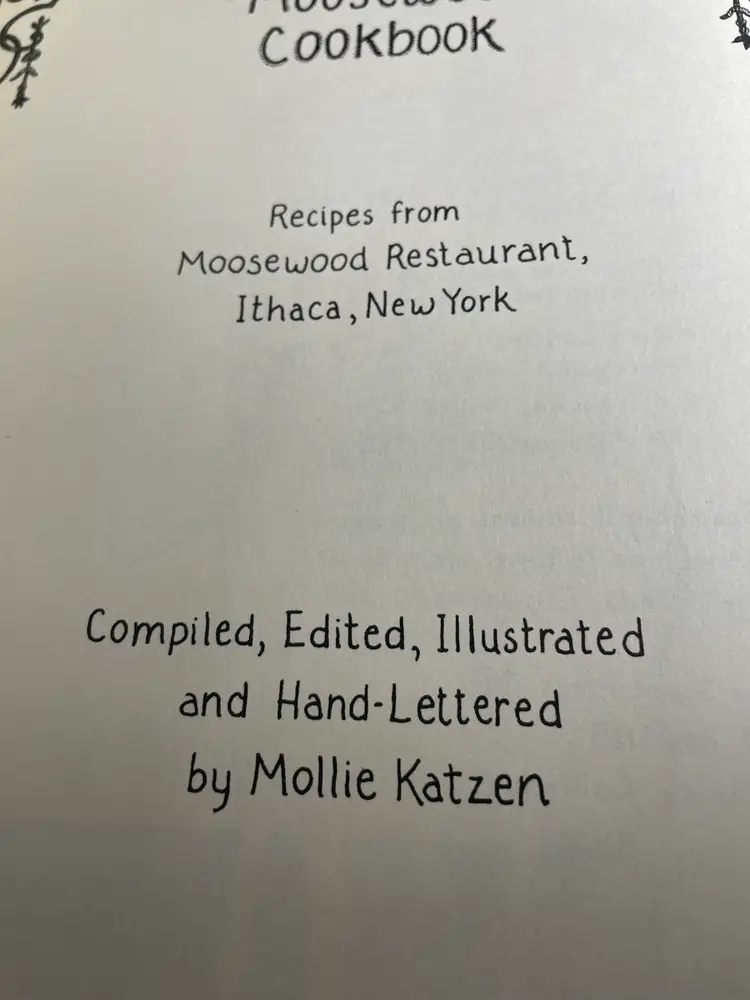 Cookbook
Recipes from
Moosewood Restaurant,
Ithaca, New York
Compiled, Edited, Illustrated
and Hand-Lettered
by Mollie Katzen